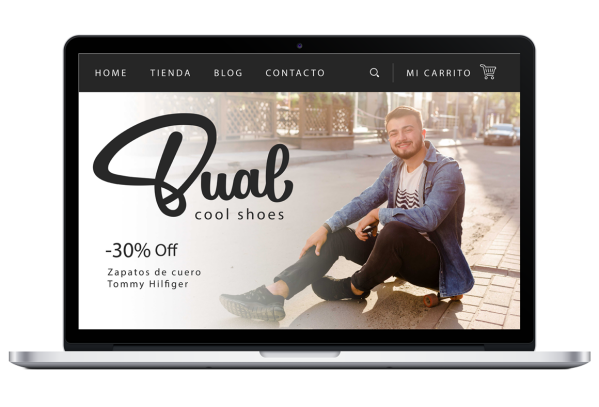 HOME TIENDA BLOG CONTACTO MI CARRITO
Dual
cool shoes
-30% Off
Zapatos de cuero
Tommy Hilfiger